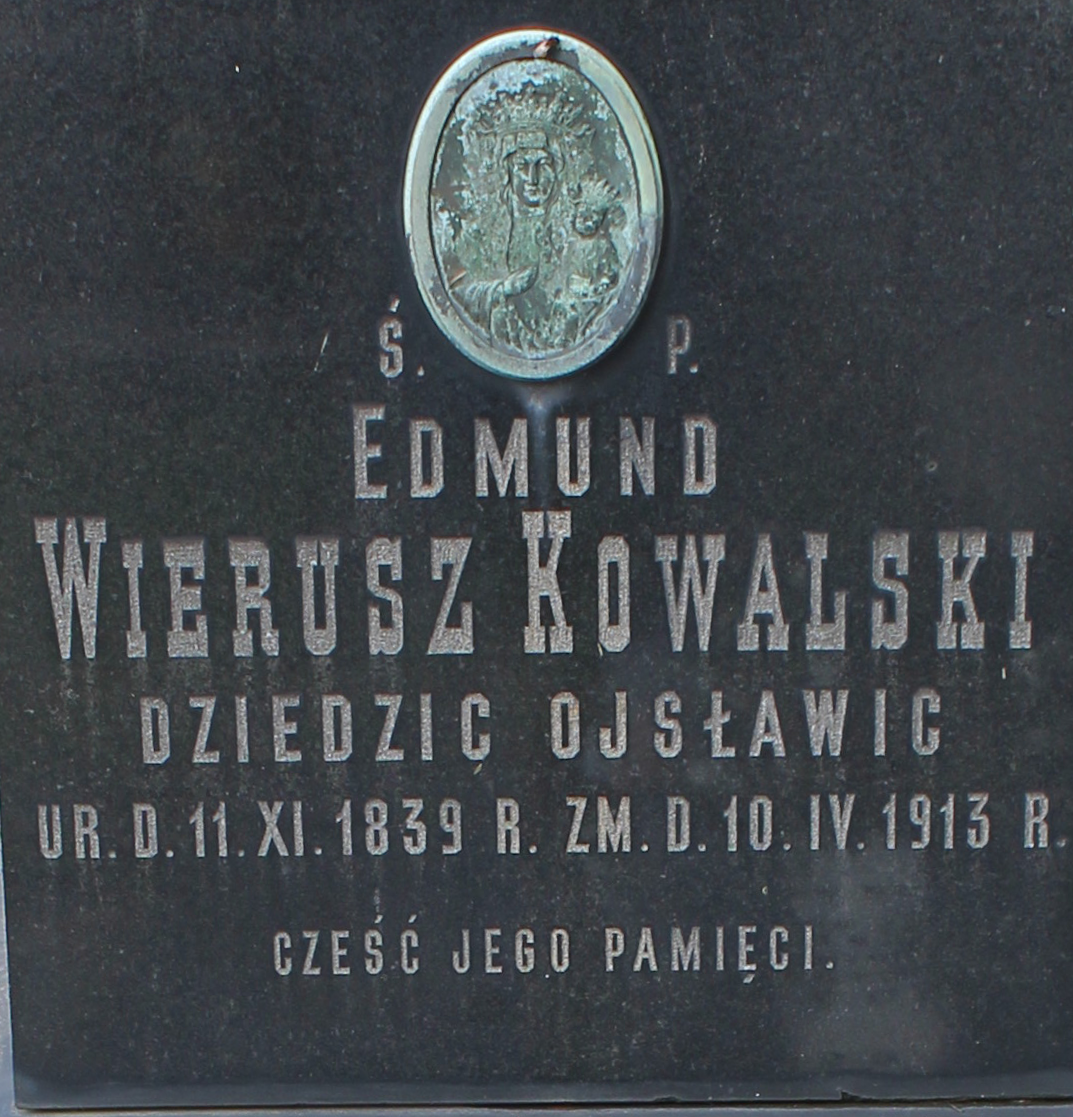 Ś. P.
EDMUND
WIERUSZ KOWALSKI
DZIEDZIC OJSŁAWIC
UR. D. 11. XI. 1839 R. ZM. D. 10. IV. 1913 R.
CZEŚĆ JEGO PAMIĘCI.